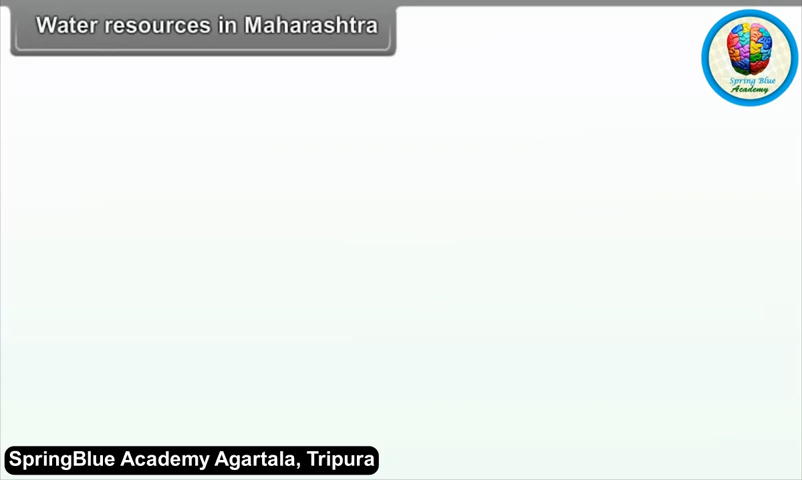 Water resources in Maharashtra
Spring Blue
Academy
SpringBlue Academy Agartala, Tripura